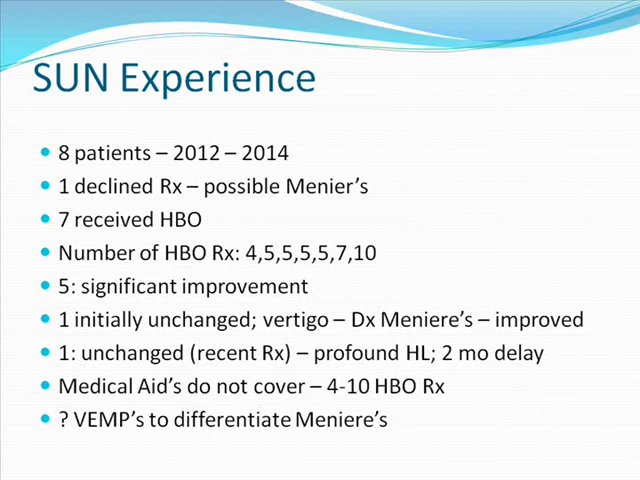 SUN Experience
8 patients – 2012 – 2014
1 declined Rx – possible Menier’s
7 received HBO
Number of HBO Rx: 4,5,5,5,5,7,10
5: significant improvement
1 initially unchanged; vertigo – Dx Meniere’s – improved
1: unchanged (recent Rx) – profound HL; 2 mo delay
Medical Aid’s do not cover – 4-10 HBO Rx
? VEMP’s to differentiate Meniere’s